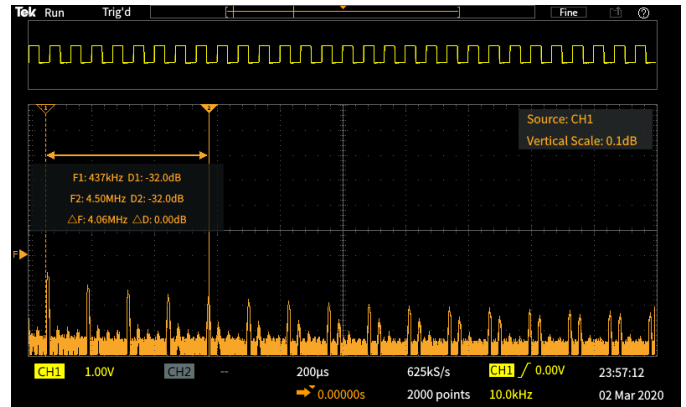 Tek Run Trig'd Fine
1 2
Source: CH1
Vertical Scale: 0.1dB
F1: 437kHz D1: -32.0dB
F2: 4.50MHz D2: -32.0dB
△F: 4.06MHz △D: 0.00dB
F
CH1 1.00V CH2 -- 200µs 625kS/s CH1 0.00V 23:57:12
0.00000s 2000 points 10.0kHz 02 Mar 2020